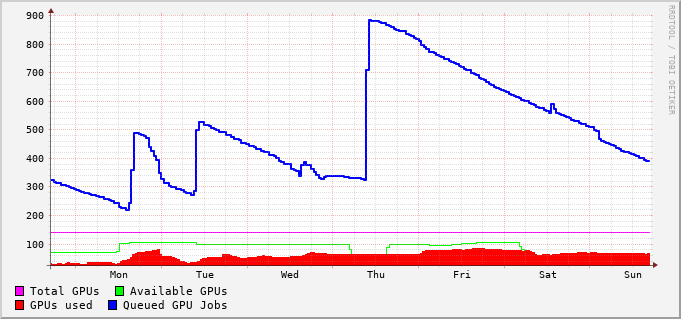 900
800
700
600
500
400
300
200
100
Mon Tue Wed Thu Fri Sat Sun
Total GPUs Available GPUs
GPUs used Queued GPU Jobs
RRDTOOL / TOBI OETIKER